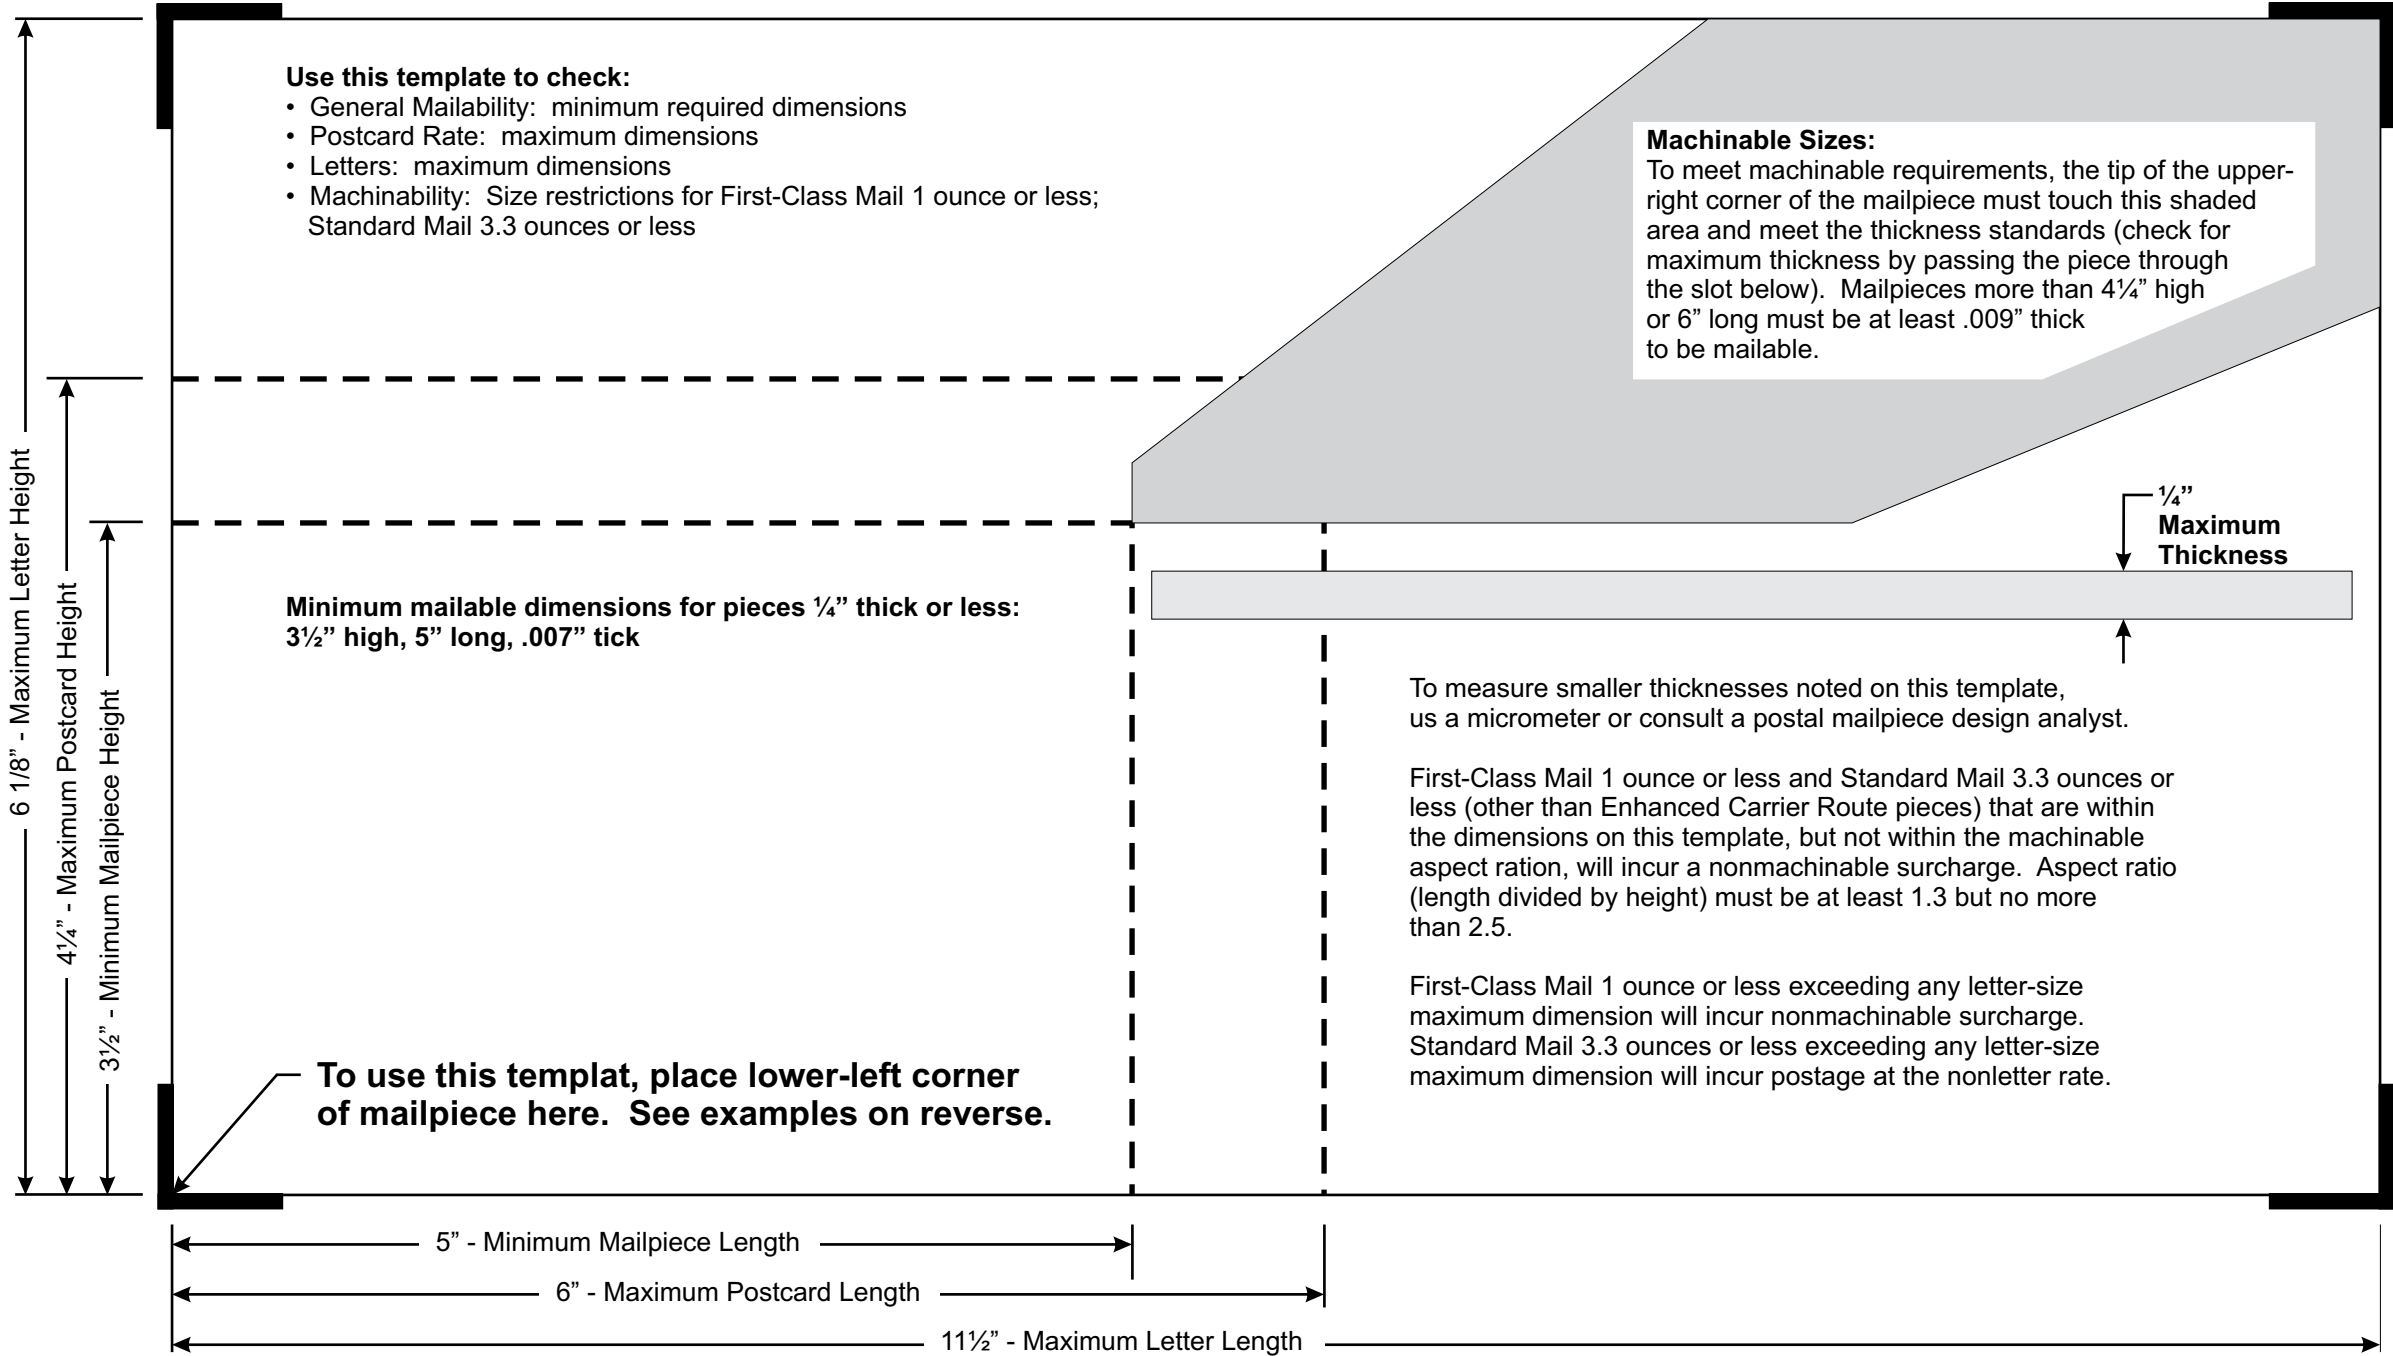 Use this template to check:
• General Mailability:  minimum required dimensions
• Postcard Rate:  maximum dimensions
• Letters:  maximum dimensions
• Machinability:  Size restrictions for First-Class Mail 1 ounce or less;
Standard Mail 3.3 ounces or less
Machinable Sizes:
To meet machinable requirements, the tip of the upper-
right corner of the mailpiece must touch this shaded
area and meet the thickness standards (check for
maximum thickness by passing the piece through
the slot below).  Mailpieces more than 4¼” high
or 6” long must be at least .009” thick
to be mailable.
6 1/8” - Maximum Letter Height
4¼” - Maximum Postcard Height
3½” - Minimum Mailpiece Height
¼”
Maximum
Thickness
Minimum mailable dimensions for pieces ¼” thick or less:
3½” high, 5” long, .007” tick
To measure smaller thicknesses noted on this template,
us a micrometer or consult a postal mailpiece design analyst.
First-Class Mail 1 ounce or less and Standard Mail 3.3 ounces or
less (other than Enhanced Carrier Route pieces) that are within
the dimensions on this template, but not within the machinable
aspect ration, will incur a nonmachinable surcharge.  Aspect ratio
(length divided by height) must be at least 1.3 but no more
than 2.5.
First-Class Mail 1 ounce or less exceeding any letter-size
maximum dimension will incur nonmachinable surcharge.
Standard Mail 3.3 ounces or less exceeding any letter-size
maximum dimension will incur postage at the nonletter rate.
To use this templat, place lower-left corner
of mailpiece here.  See examples on reverse.
5” - Minimum Mailpiece Length
6” - Maximum Postcard Length
11½” - Maximum Letter Length